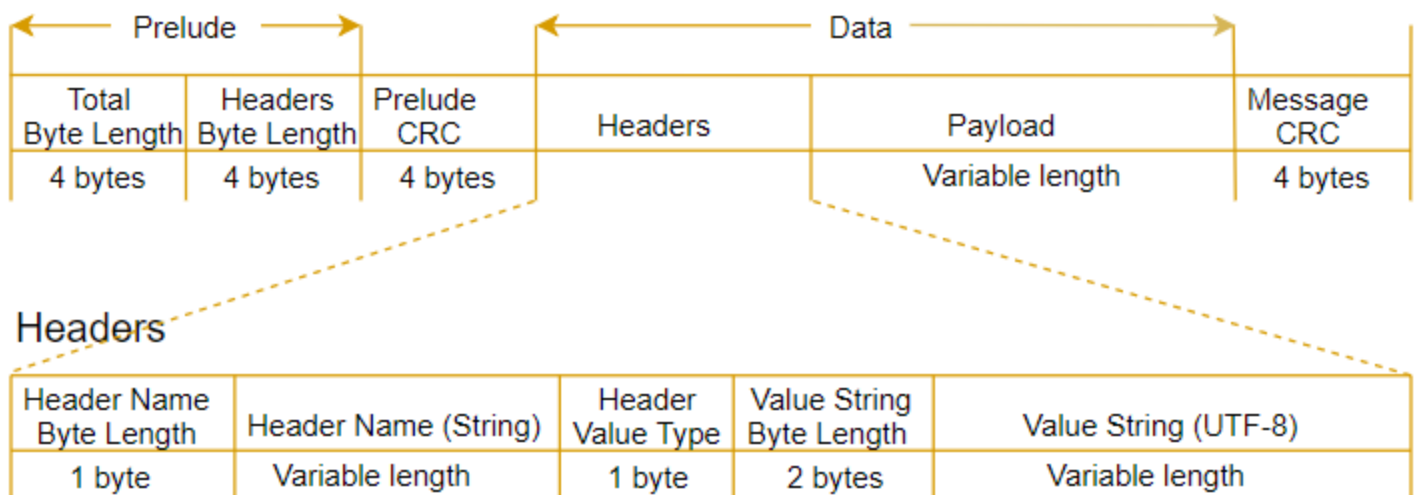 Prelude
Data
Total
Byte Length
Headers
Byte Length
Prelude
CRC
Headers
Payload
Message
CRC
4 bytes
4 bytes
4 bytes
Variable length
4 bytes
Headers
Header Name
Byte Length
Header Name (String)
Header
Value Type
Value String
Byte Length
Value String (UTF-8)
1 byte
Variable length
1 byte
2 bytes
Variable length